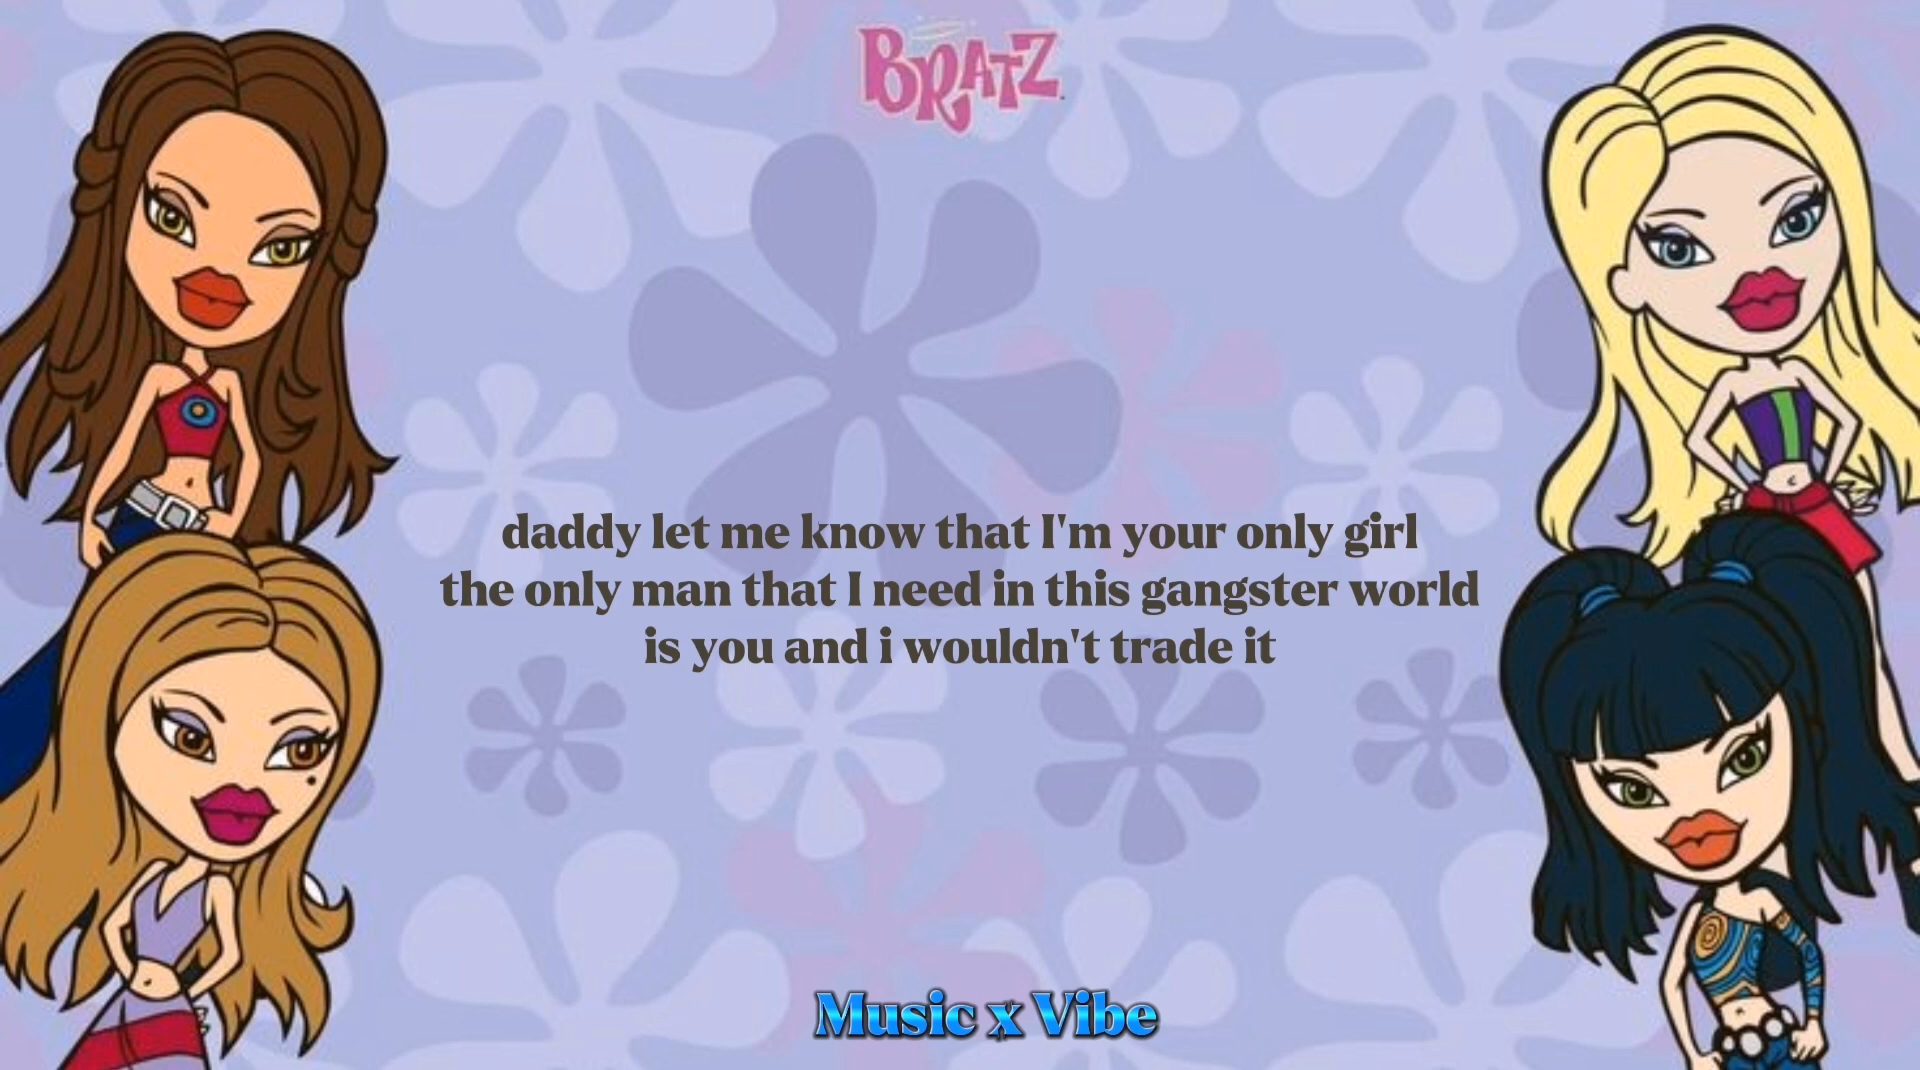 BRATZ
daddy let me know that I'm your only girl
the only man that I need in this gangster world
is you and i wouldn't trade it
Music x Vibe